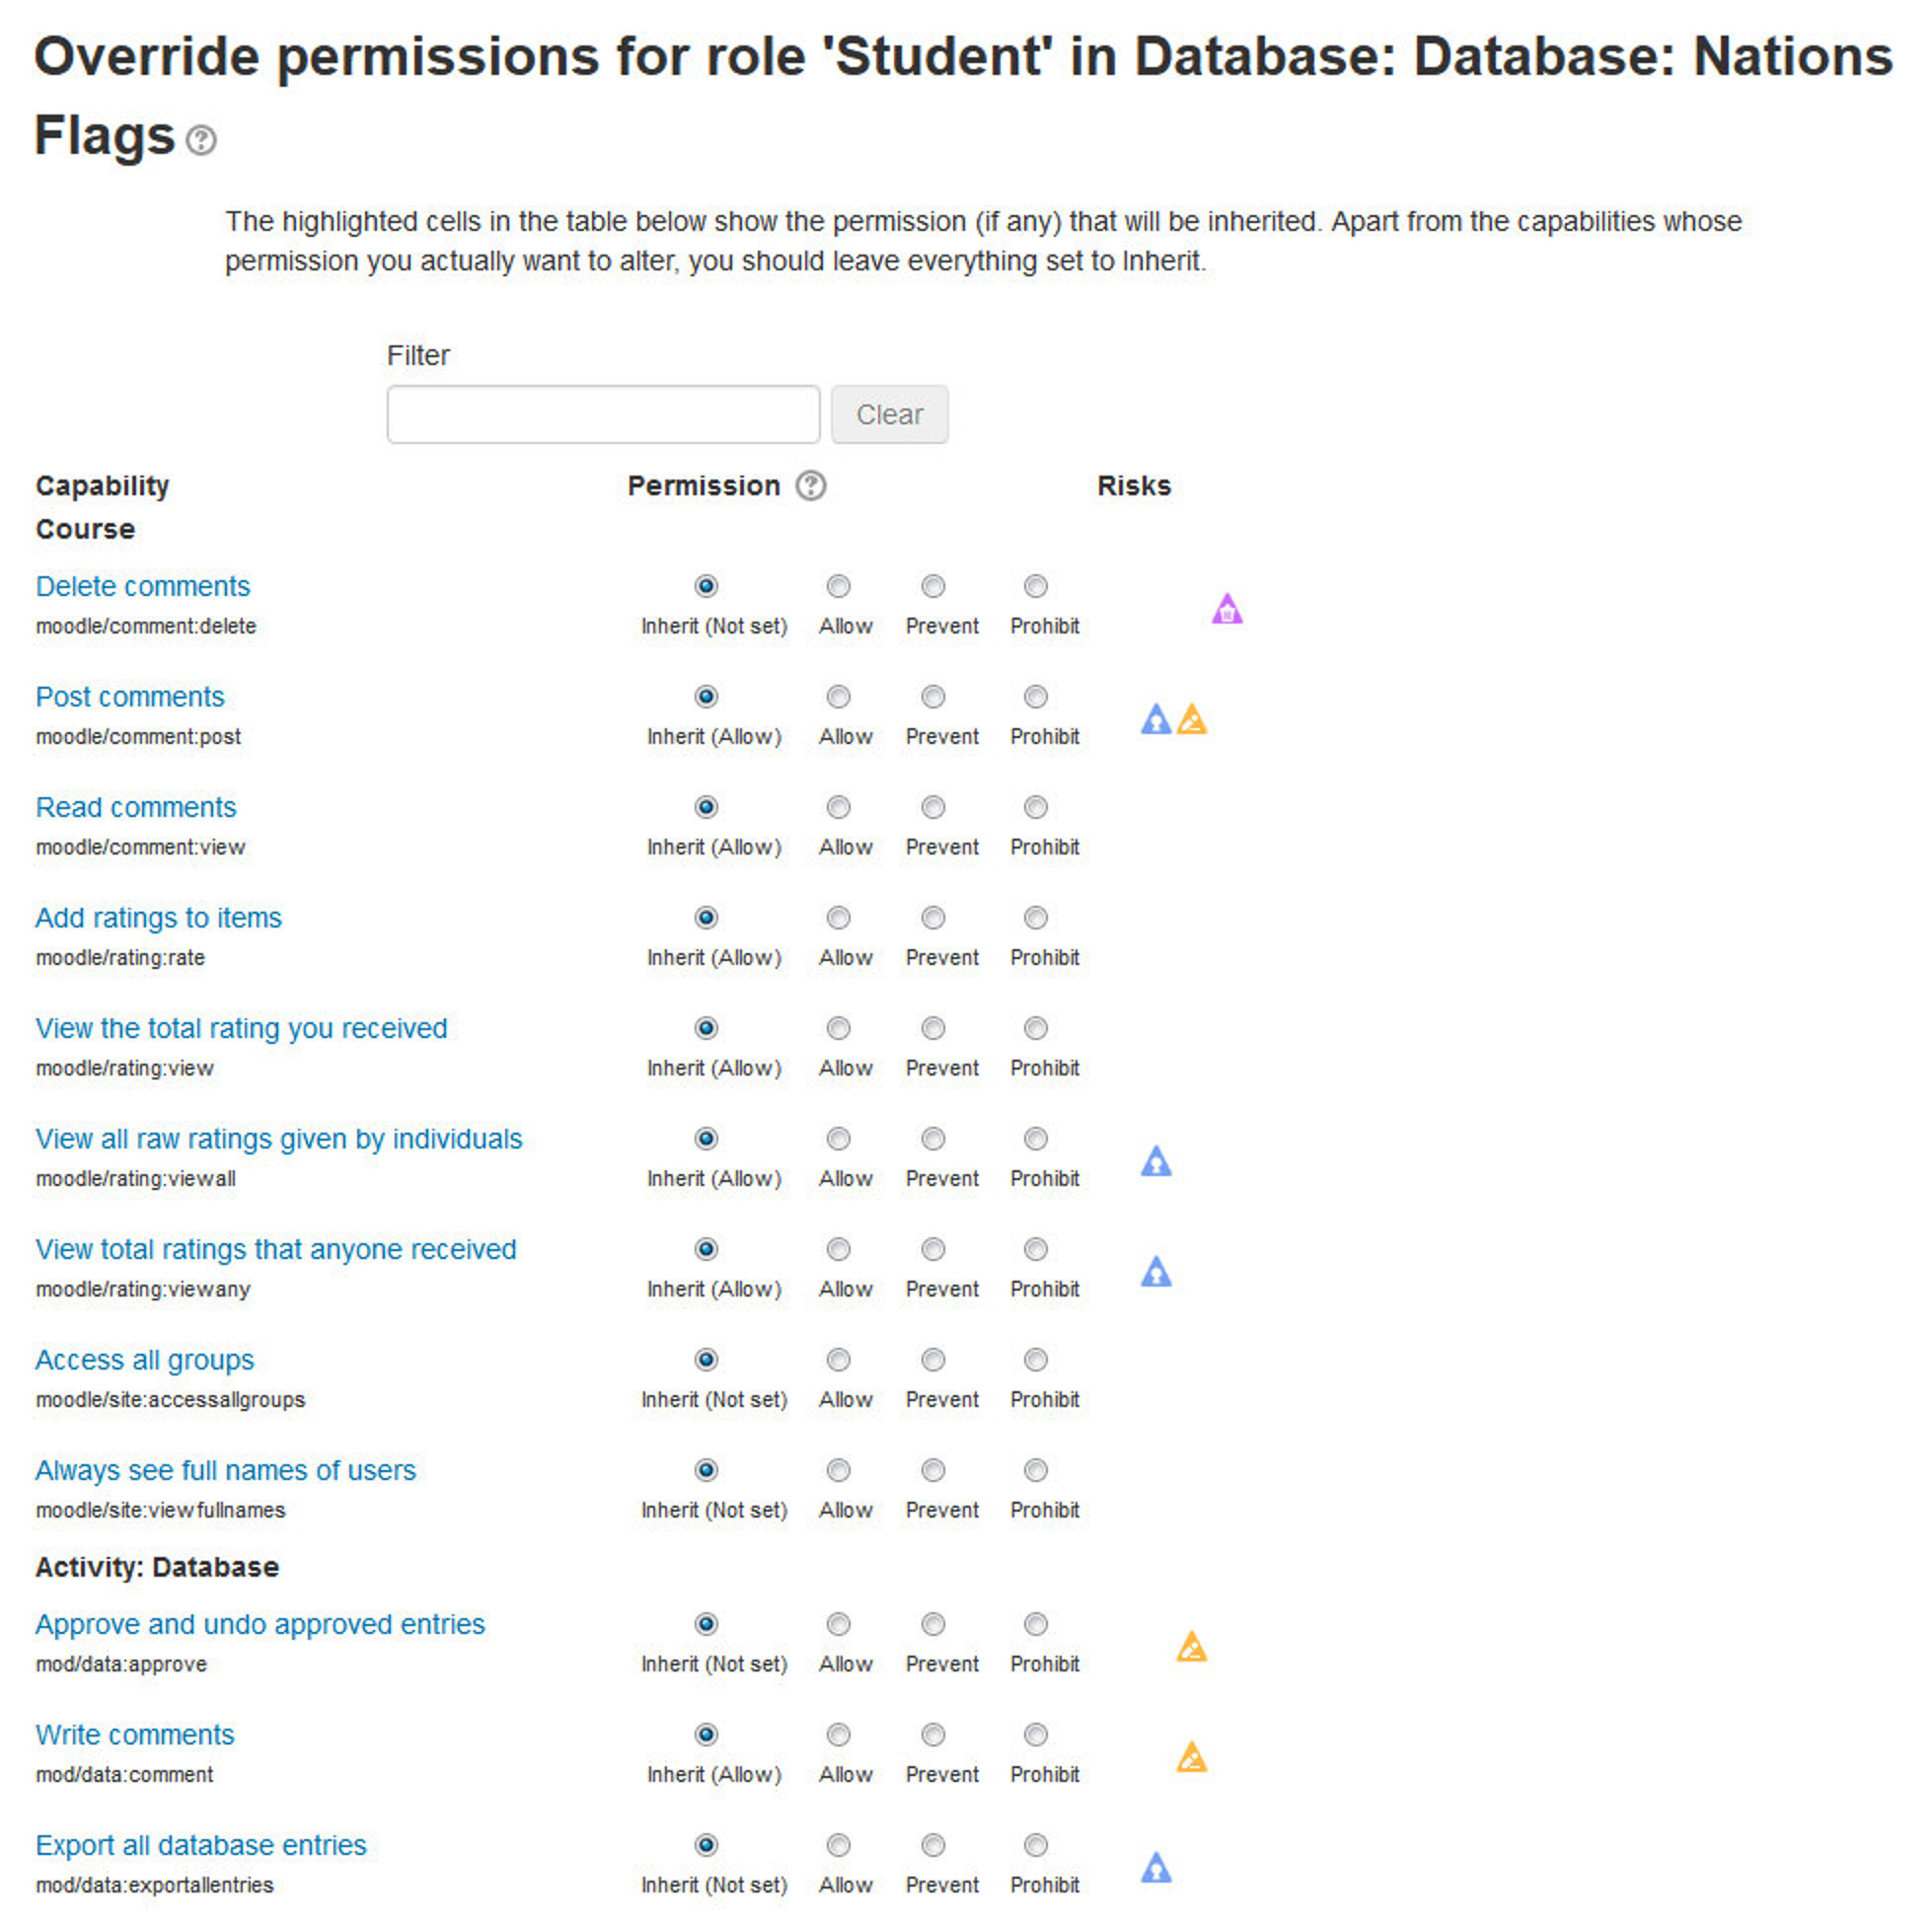 Override permissions for role 'Student' in Database: Database: Nations
Flags
The highlighted cells in the table below show the permission (if any) that will be inherited. Apart from the capabilities whose
permission you actually want to alter, you should leave everything set to Inherit.
Filter
Clear
Capability Permission Risks
Course
Delete comments
moodle/comment:delete Inherit (Not set) Allow Prevent Prohibit
Post comments
moodle/comment:post Inherit (Allow) Allow Prevent Prohibit
Read comments
moodle/comment:view Inherit (Allow) Allow Prevent Prohibit
Add ratings to items
moodle/rating:rate Inherit (Allow) Allow Prevent Prohibit
View the total rating you received
moodle/rating:view Inherit (Allow) Allow Prevent Prohibit
View all raw ratings given by individuals
moodle/rating:viewall Inherit (Allow) Allow Prevent Prohibit
View total ratings that anyone received
moodle/rating:viewany Inherit (Allow) Allow Prevent Prohibit
Access all groups
moodle/site:accessallgroups Inherit (Not set) Allow Prevent Prohibit
Always see full names of users
moodle/site:viewfullnames Inherit (Not set) Allow Prevent Prohibit
Activity: Database
Approve and undo approved entries
mod/data:approve Inherit (Not set) Allow Prevent Prohibit
Write comments
mod/data:comment Inherit (Allow) Allow Prevent Prohibit
Export all database entries
mod/data:exportallentries Inherit (Not set) Allow Prevent Prohibit